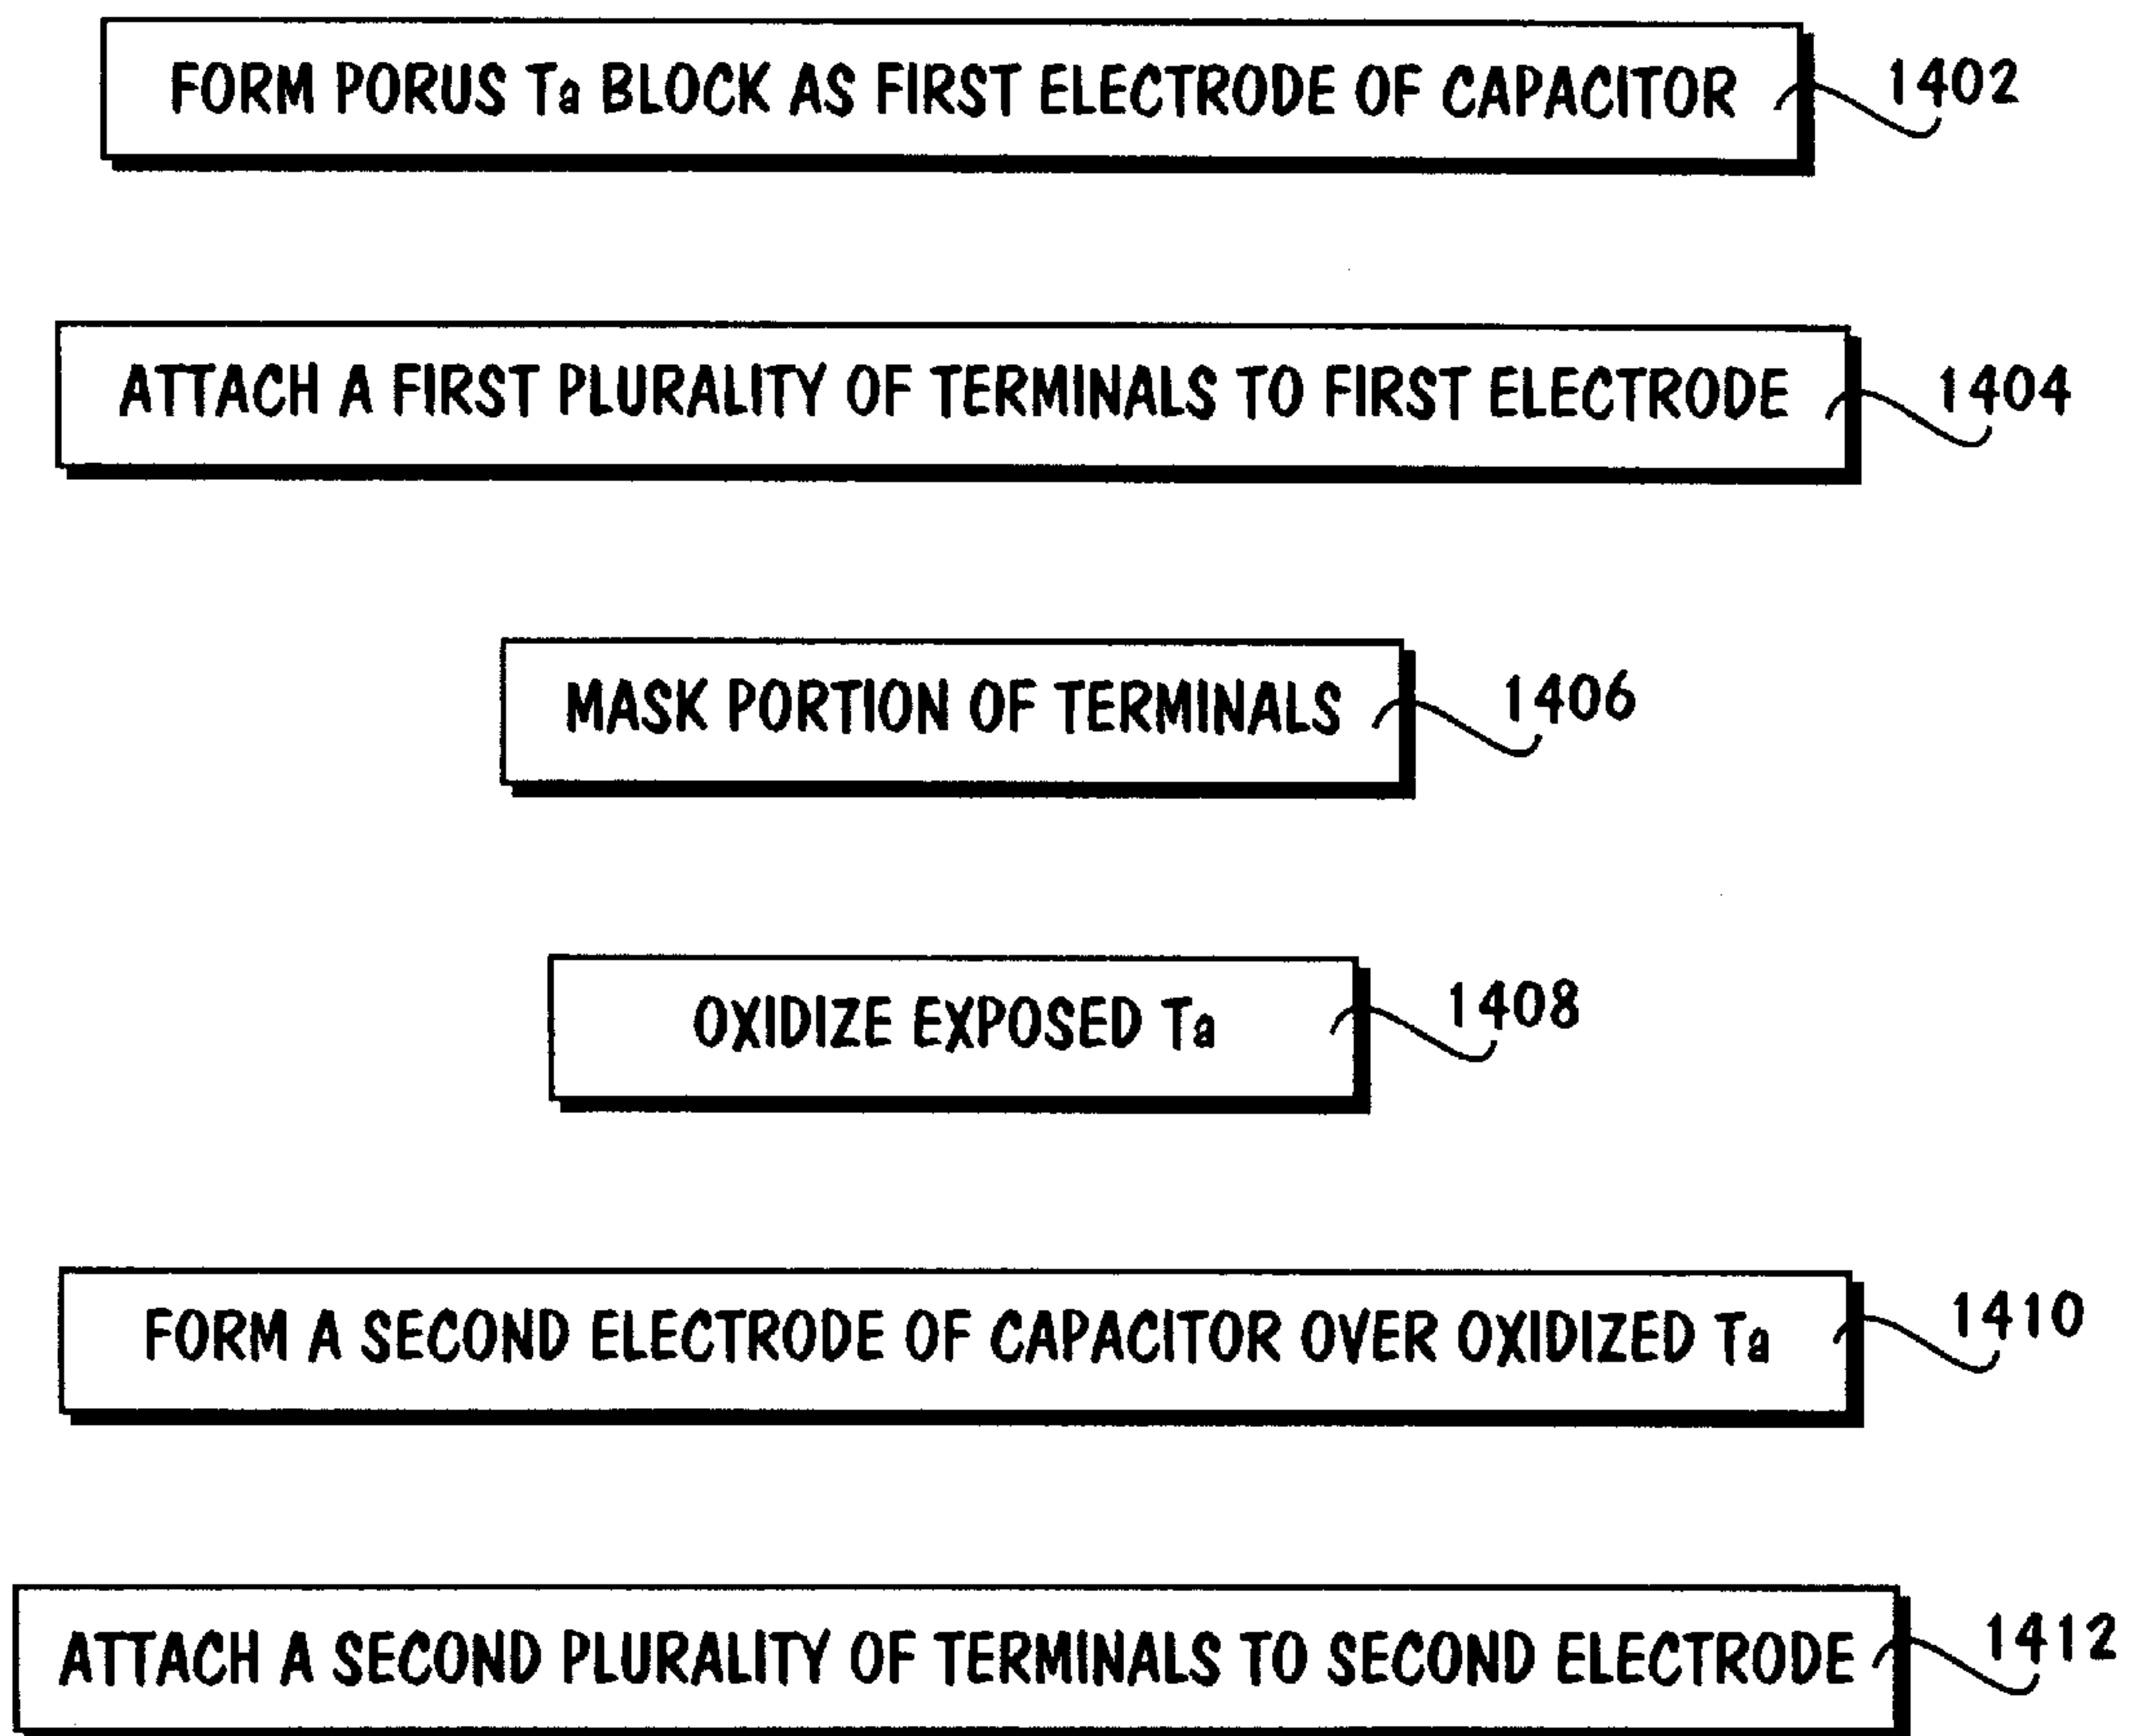 FORM PORUS Ta BLOCK AS FIRST ELECTRODE OF CAPACITOR 1402
ATTACH A FIRST PLURALITY OF TERMINALS TO FIRST ELECTRODE 1404
MASK PORTION OF TERMINALS 1406
OXIDIZE EXPOSED Ta 1408
FORM A SECOND ELECTRODE OF CAPACITOR OVER OXIDIZED Ta 1410
ATTACH A SECOND PLURALITY OF TERMINALS TO SECOND ELECTRODE 1412